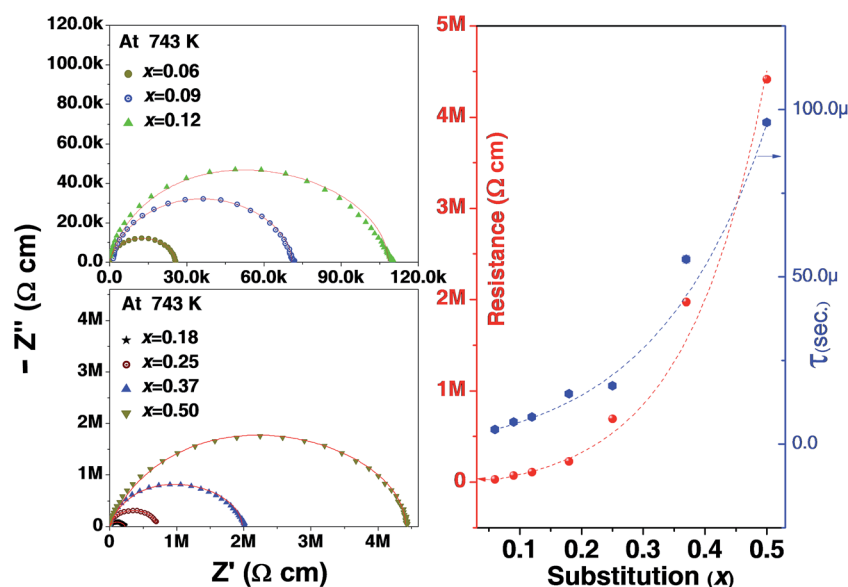 120.0k
100.0k
80.0k
60.0k
40.0k
20.0k
0.0
At 743 K
x=0.06
x=0.09
x=0.12
0.0
30.0k
60.0k
90.0k
120.0k
4M
3M
2M
1M
0
At 743 K
x=0.18
x=0.25
x=0.37
x=0.50
0
1M
2M
3M
4M
− Z'' (Ω cm)
Z' (Ω cm)
5M
4M
3M
2M
1M
0
Resistance (Ω cm)
100.0µ
50.0µ
0.0
τ(sec.)
0.1
0.2
0.3
0.4
0.5
Substitution (x)